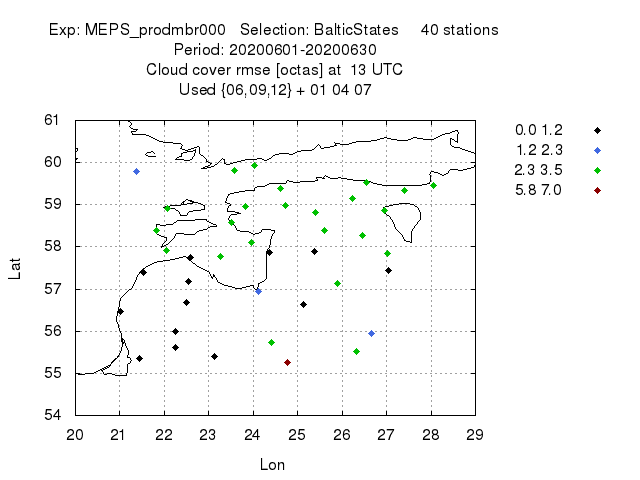 Exp: MEPS_prodmbr000 Selection: BalticStates 40 stations
Period: 20200601-20200630
Cloud cover rmse [octas] at 13 UTC
Used {06,09,12} + 01 04 07
0.0 1.2
1.2 2.3
2.3 3.5
5.8 7.0
61
60
59
58
57
56
55
54
Lat
20 21 22 23 24 25 26 27 28 29
Lon